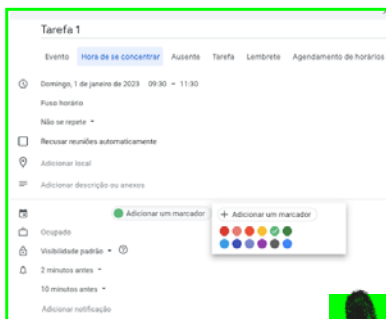 Tarefa 1
Evento Hora de se concentrar Ausente Tarefa Lembrete Agendamento de horários
Domingo, 1 de janeiro de 2023 09:30 – 11:30
Fuso horário
Não se repete
Recusar reuniões automaticamente
Adicionar local
Adicionar descrição ou anexos
Adicionar um marcador
+ Adicionar um marcador
Ocupado
Visibilidade padrão
2 minutos antes
10 minutos antes
Adicionar notificação